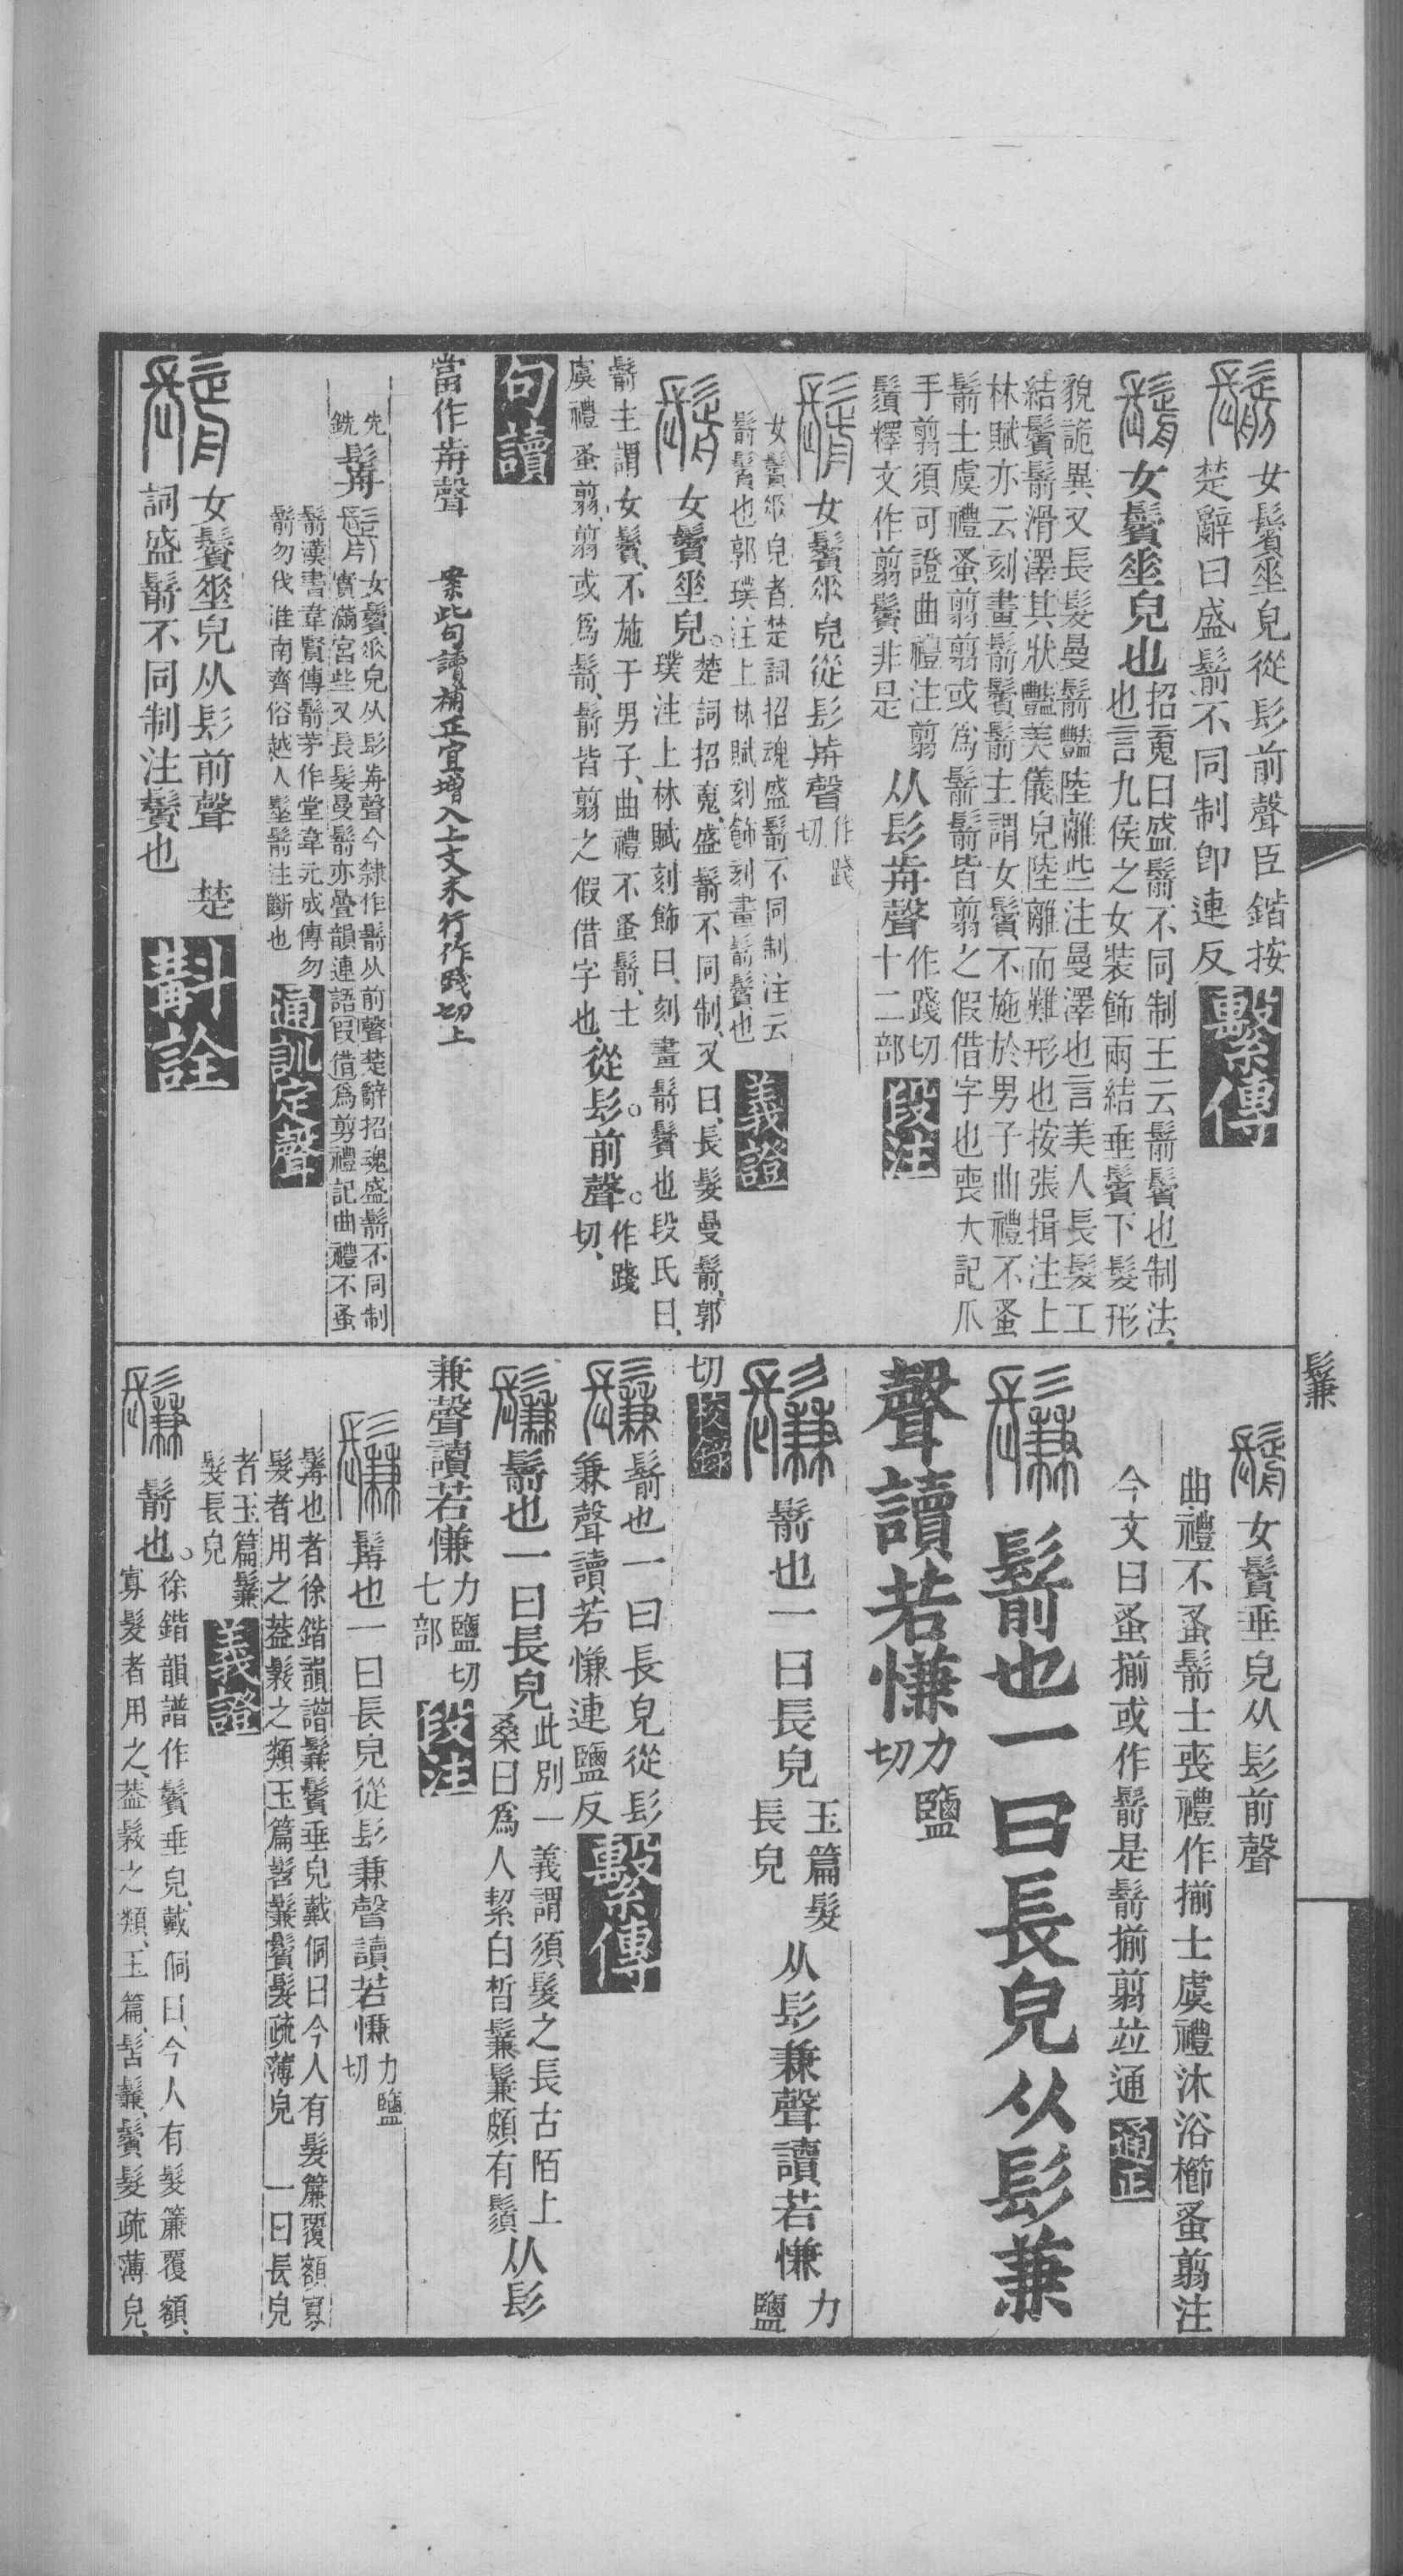 女鬢𡍮皃從髟前聲臣鍇按
楚辭曰盛鬋不同制卽連反
繫傳
女鬢𡍮皃也
招䰟曰盛鬋不同制王云鬋鬢也制法
也言九侯之女裝飾兩結垂鬢下髮形
貌詭異又長髮曼鬋豔陸離些注曼澤也言美人長髮工
結鬢鬋滑澤其狀豔美儀皃陸離而難形也按張揖注上
林賦亦云刻畫鬋鬢鬋主謂女鬢不施於男子曲禮不蚤
鬋士虞禮蚤翦翦或爲鬋鬋皆翦之假借字也喪大記爪
手翦須可證曲禮注翦
鬚釋文作翦鬢非是
从髟歬聲
作踐切
十二部
段注
女鬢𠂹皃從髟歬聲
作踐
切
女鬢𠂹皃者楚詞招魂盛鬋不同制注云
鬋鬢也郭璞注上林賦刻飾刻畫鬋鬢也
義證
女鬢𡍮皃。
楚詞招䰟、盛鬋不同制、又曰、長髮曼鬋、郭
璞注上林賦刻飾曰、刻畫鬋鬢也段氏曰、
鬋主謂女鬢、不施于男子、曲禮不蚤鬋、士
虞禮蚤翦、翦或爲鬋、鬋皆翦之假借字也、
從髟。前聲。
作踐
切、
句讀
當作歬聲
案此句讀補正宜增入上文末行作踐切上
先
銑
女鬢𠂹皃从髟歬聲今隸作鬋从前聲楚辭招魂盛鬋不同制
實滿宮些又長髮曼鬋亦疊韻連語叚借爲剪禮記曲禮不蚤
鬋漢書韋賢傳鬋茅作堂韋元成傳勿
鬋勿伐淮南齊俗越人髽鬋注斷也
通訓定聲
女鬢𡍮皃从髟前聲 楚
詞盛鬋不同制注鬢也
斠詮
女鬢垂皃从髟前聲
曲禮不蚤鬋士喪禮作揃士虞禮沐浴櫛蚤翦注
今文曰蚤揃或作鬋是鬋揃翦竝通
通正
鬑
鬋也一曰長皃从髟兼
聲讀若慊
力鹽
切
鬋也一曰長皃
玉篇髮
長皃
从髟兼聲讀若慊
力
鹽
切
校錄
鬋也一曰長皃從髟
兼聲讀若慊連鹽反
繫傳
鬋也一曰長皃
此別一義謂須髮之長古陌上
桑曰爲人絜白晳鬑鬑頗有鬚
从髟
兼聲讀若慊
力鹽切
七部
段注
鬋也一曰長皃從髟兼聲讀若慊
力鹽
切
鬋也者徐鍇韻譜鬑鬢垂皃戴侗曰今人有髮簾覆額寡
髮者用之葢髲之類玉篇髺鬑鬢髮疏薄皃 一曰長皃
者玉篇鬑
髮長皃
義證
鬋也。
徐鍇韻譜作鬢垂皃、戴侗曰、今人有髮簾覆額、
寡髮者用之、葢髲之類、玉篇、髺鬑、鬢髮疏薄皃、